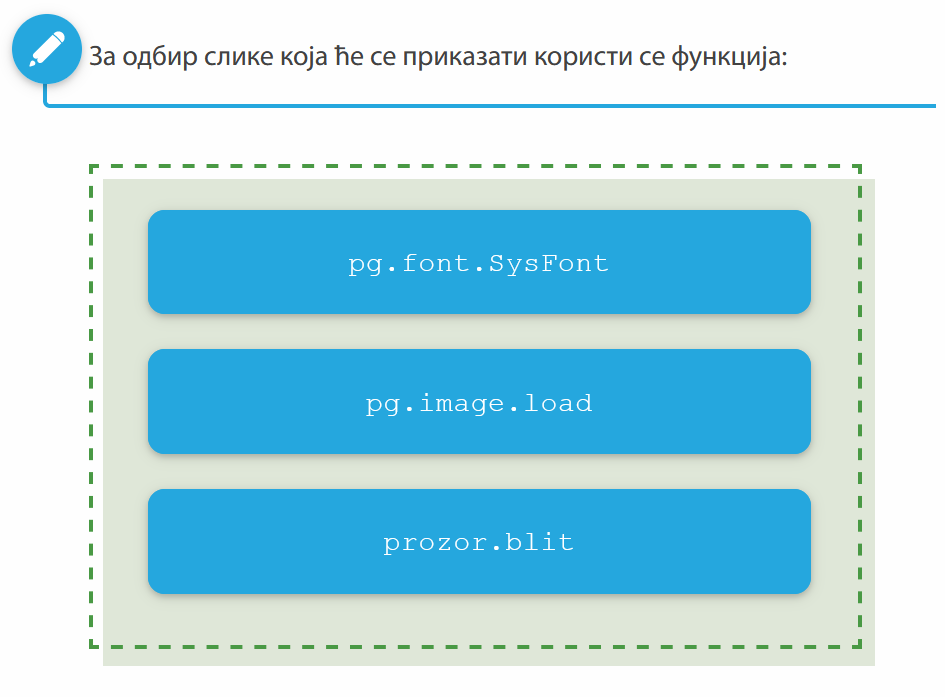 За одбир слике која ће се приказати користи се функција:
pg.font.SysFont
pg.image.load
prozor.blit